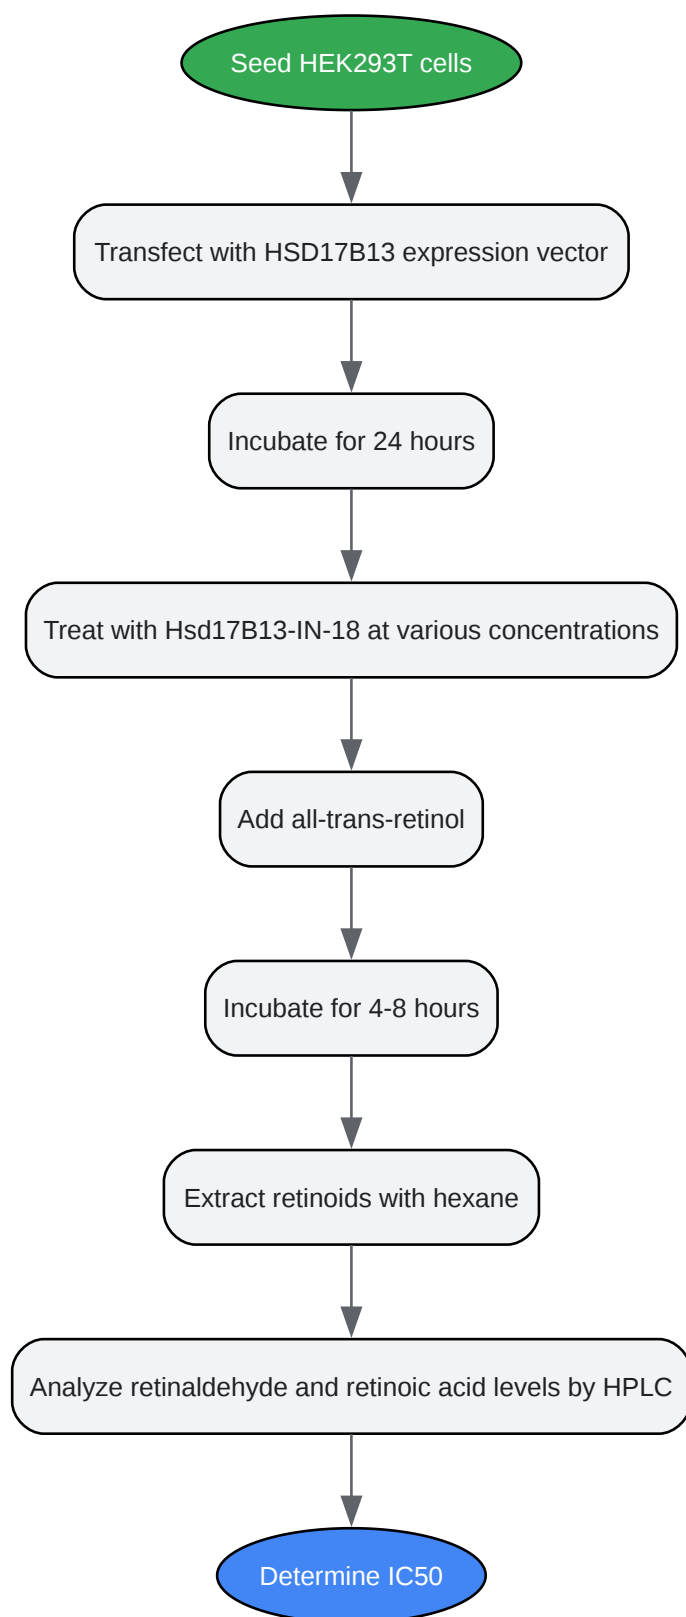 Seed HEK293T cells
Transfect with HSD17B13 expression vector
Incubate for 24 hours
Treat with Hsd17B13-IN-18 at various concentrations
Add all-trans-retinol
Incubate for 4-8 hours
Extract retinoids with hexane
Analyze retinaldehyde and retinoic acid levels by HPLC
Determine IC50